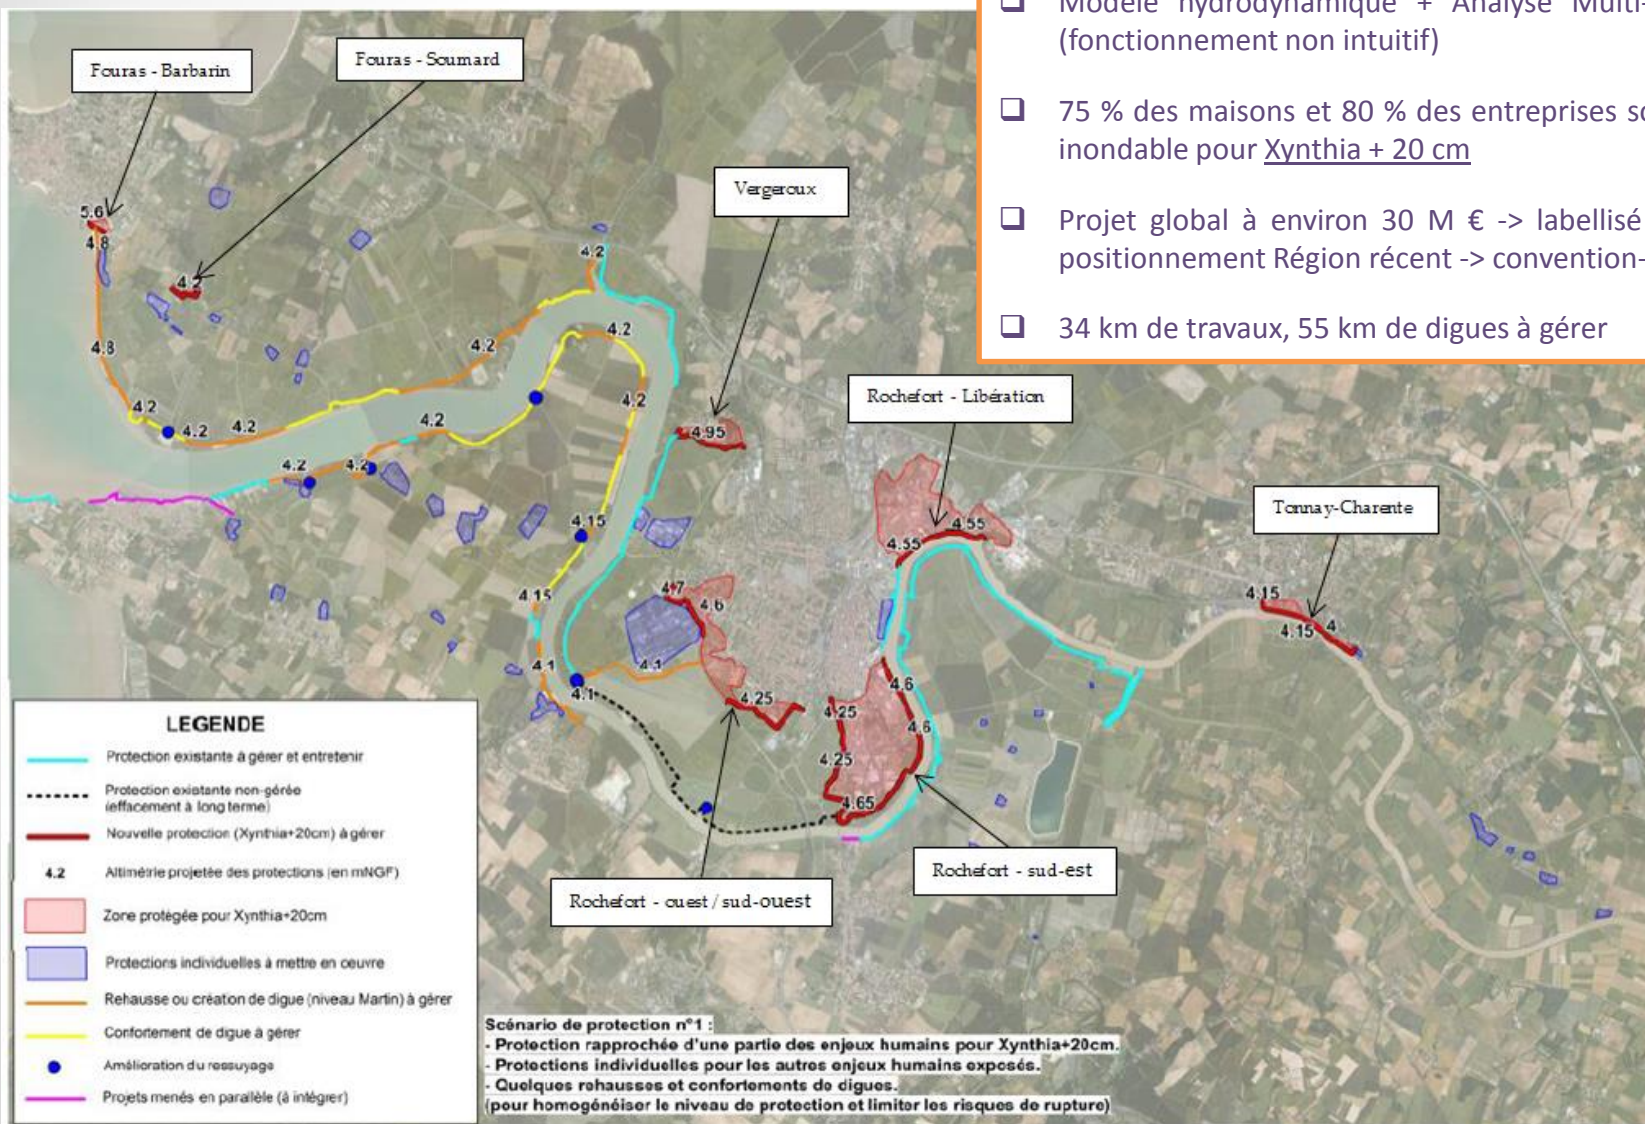 Modèle hydrodynamique + Analyse Multi-
(fonctionnement non intuitif)
75 % des maisons et 80 % des entreprises
inondable pour Xynthia + 20 cm
Projet global à environ 30 M € -> labellisé
positionnement Région récent -> convention-
34 km de travaux, 55 km de digues à gérer
Fouras - Barbarin
Fouras - Soumard
Vergeroux
Rochefort - Libération
Tonnay-Charente
Rochefort - ouest / sud-ouest
Rochefort - sud-est
5.6
4.8
4.2
4.8
4.2
4.2
4.2
4.2
4.2
4.2
4.2
4.2
4.2
4.2
4.95
4.15
4.15
4.1
4.1
4.1
4.7
4.6
4.25
4.25
4.25
4.65
4.6
4.6
4.55
4.55
4.15
4.15
4
LEGENDE
Protection existante à gérer et entretenir
Protection existante non-gérée
(effacement à long terme)
Nouvelle protection (Xynthia+20cm) à gérer
4.2 Altimétrie projetée des protections (en mNGF)
Zone protégée pour Xynthia+20cm
Protections individuelles à mettre en oeuvre
Rehausse ou création de digue (niveau Martin) à gérer
Confortement de digue à gérer
Amélioration du ressuyage
Projets menés en parallèle (à intégrer)
Scénario de protection n°1 :
- Protection rapprochée d'une partie des enjeux humains pour Xynthia+20cm.
- Protections individuelles pour les autres enjeux humains exposés.
- Quelques rehausses et confortements de digues.
(pour homogénéiser le niveau de protection et limiter les risques de rupture)